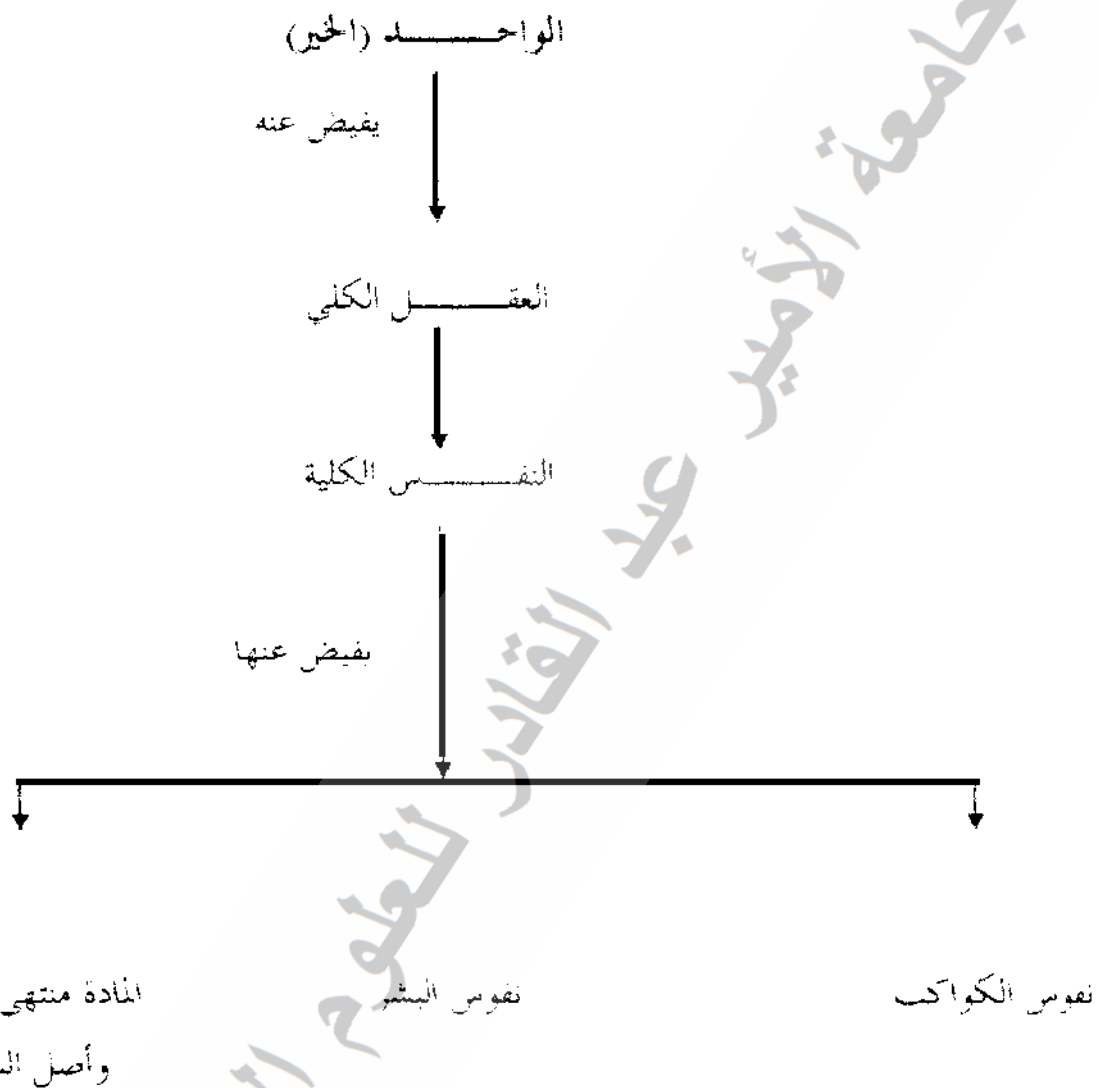 الواحد (الخير)
يفيض عنه
العقل الكلي
النفس الكلية
يفيض عنها
نفوس الكواكب
نفوس البشر
المادة منتهى
وأصل
جامعة الأمير عبد القادر للعلوم